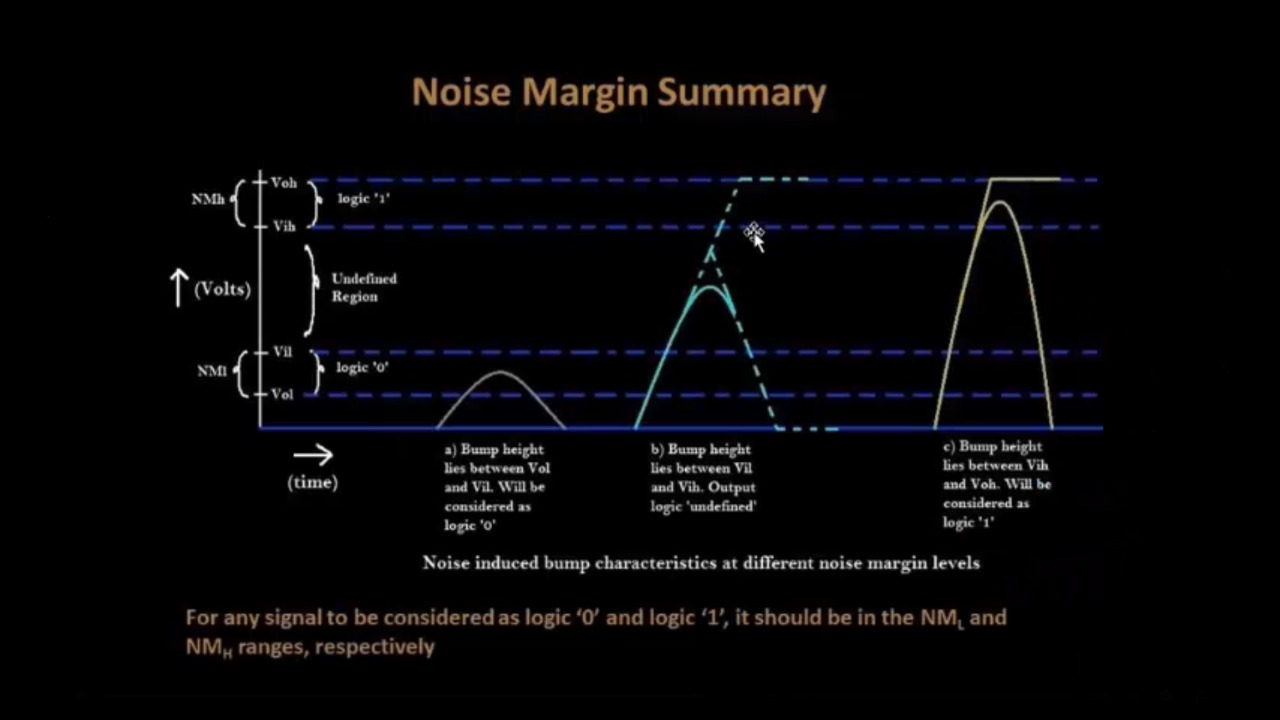 Noise Margin Summary
Voh
NMh
logic '1'
Vih
(Volts)
Undefined
Region
Vil
NMl
logic '0'
Vol
(time)
a) Bump height
lies between Vol
and Vil. Will be
considered as
logic '0'
b) Bump height
lies between Vil
and Vih. Output
logic 'undefined'
c) Bump height
lies between Vih
and Voh. Will be
considered as
logic '1'
Noise induced bump characteristics at different noise margin levels
For any signal to be considered as logic ‘0’ and logic ‘1’, it should be in the NML and
NMH ranges, respectively